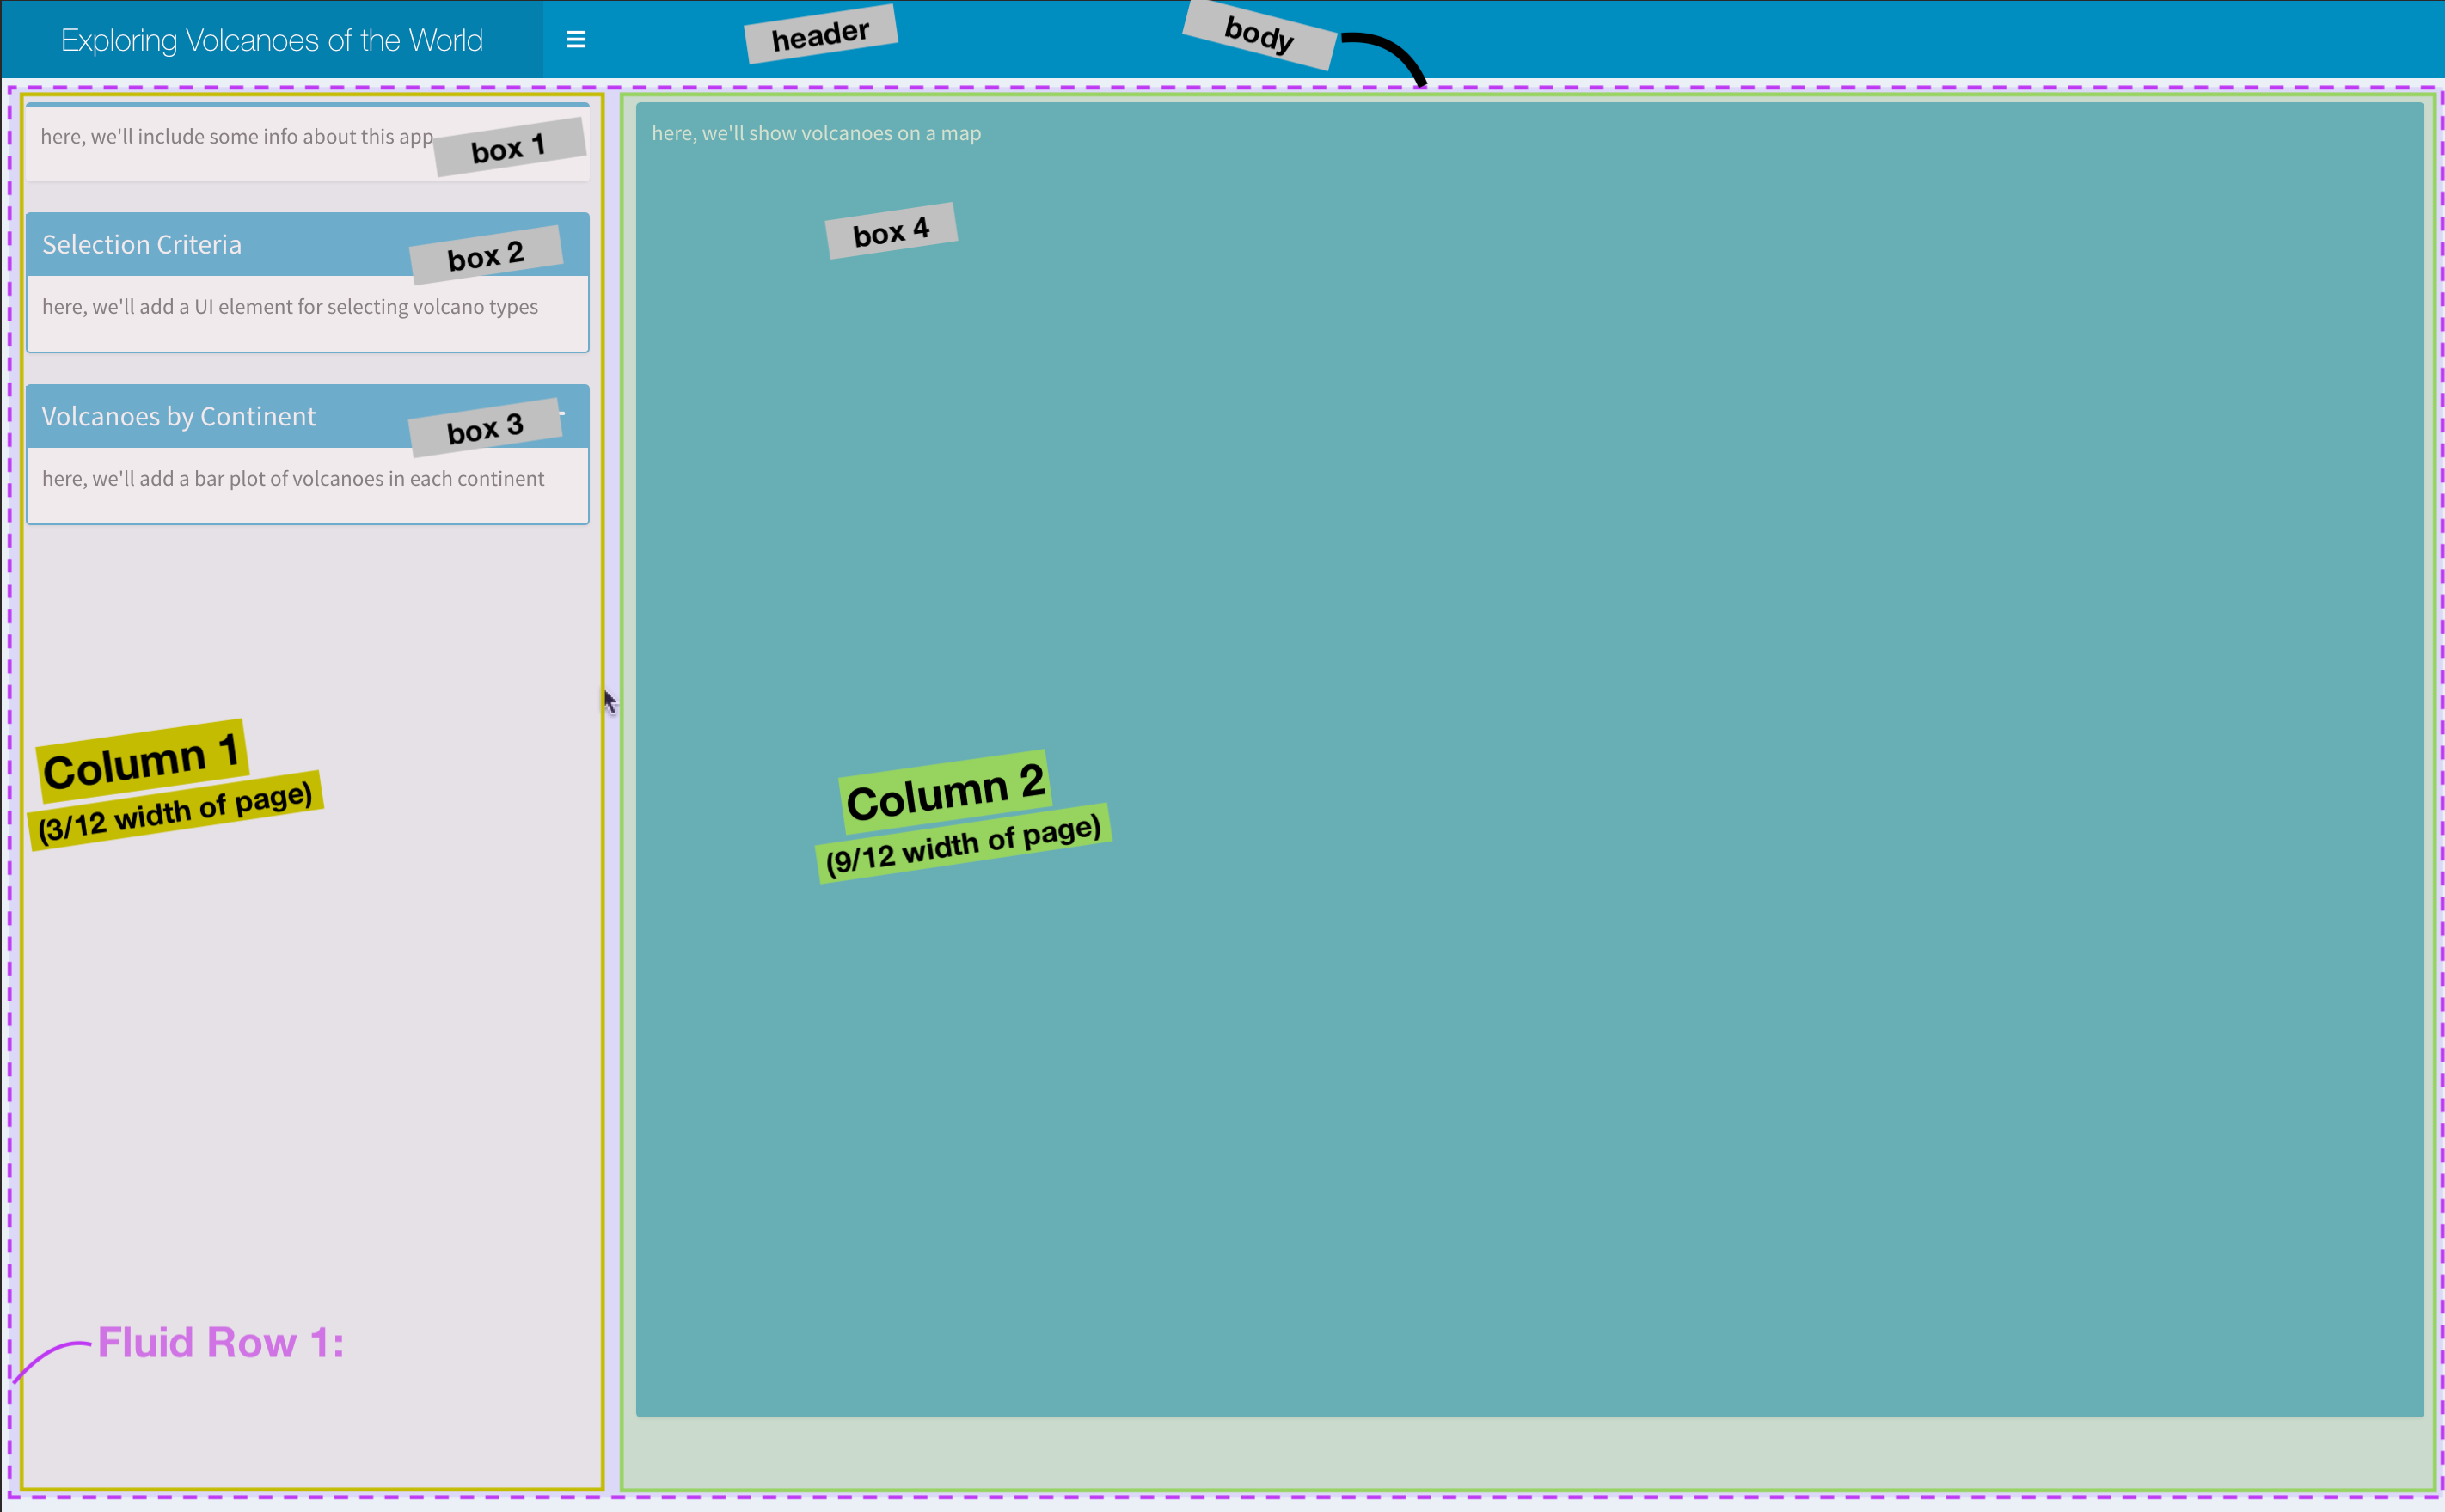 Exploring Volcanoes of the World
header
body
here, we'll include some info about this app
box 1
Selection Criteria
box 2
here, we'll add a UI element for selecting volcano types
Volcanoes by Continent
box 3
here, we'll add a bar plot of volcanoes in each continent
Column 1
(3/12 width of page)
Fluid Row 1:
here, we'll show volcanoes on a map
box 4
Column 2
(9/12 width of page)